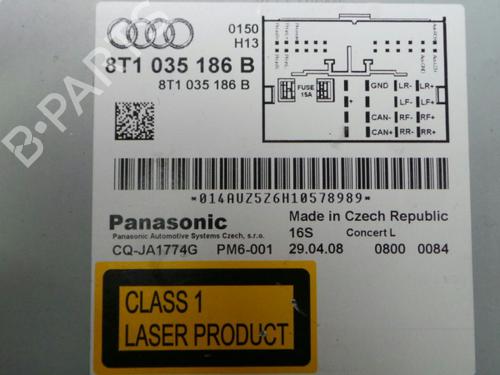 0150
H13
8T1 035 186 B
8T1 035 186 B
FUSE
15A
GND LR- LR+
+ LF- LF+
CAN- RF- RF+
CAN+ RR- RR+
*014AUZ5Z6H10578989*
Panasonic
Panasonic Automotive Systems Czech, s.r.o.
Made in Czech Republic
16S Concert L
CQ-JA1774G PM6-001 29.04.08 0800 0084
CLASS 1
LASER PRODUCT
B-PARTS